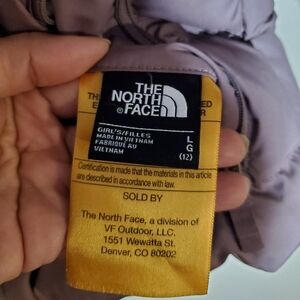 THE
NORTH
FACE
GIRL'S/FILLES
MADE IN VIETNAM
FABRIQUÉ AU
VIETNAM
L
G
(12)
Certification is made that the materials in this article
are described in accordance with law.
SOLD BY
The North Face, a division of
VF Outdoor, LLC.
1551 Wewatta St.
Denver, CO 80202